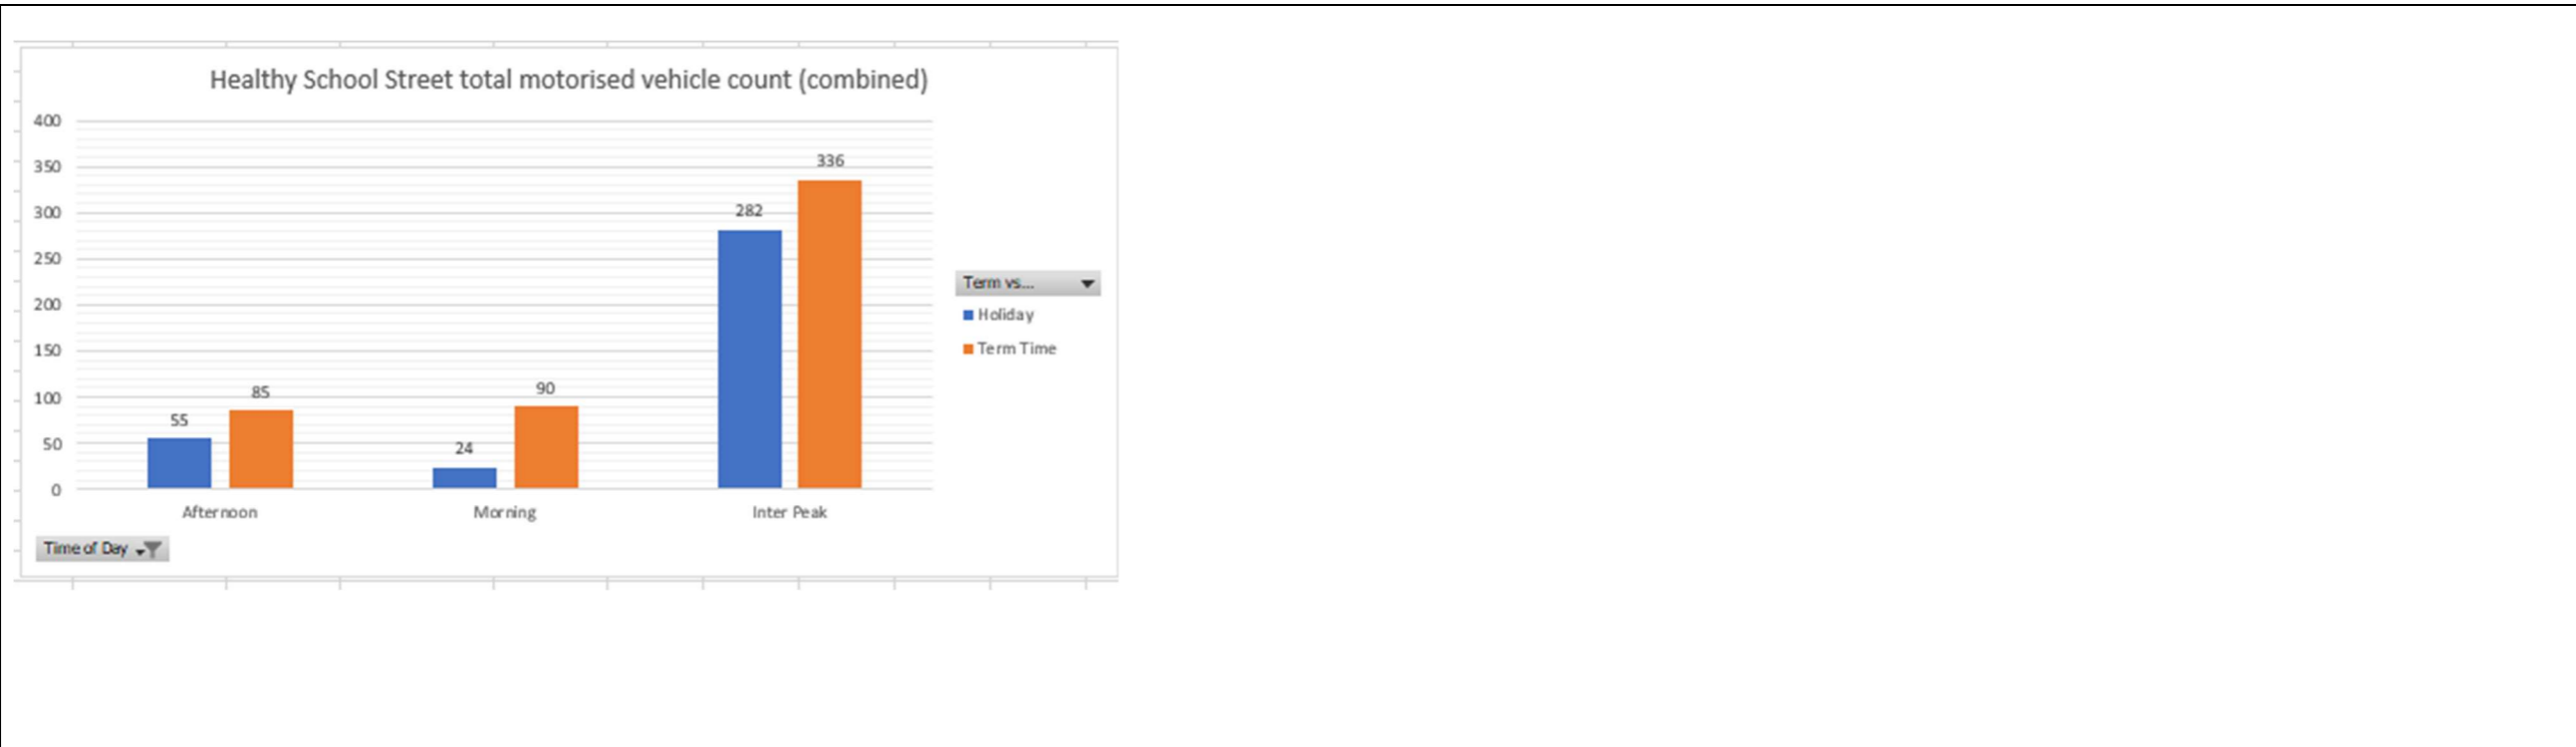 Healthy School Street total motorised vehicle count (combined)
400
350
300
250
200
150
100
50
0
55
85
24
90
282
336
Afternoon
Morning
Inter Peak
Term vs...
Holiday
Term Time
Time of Day